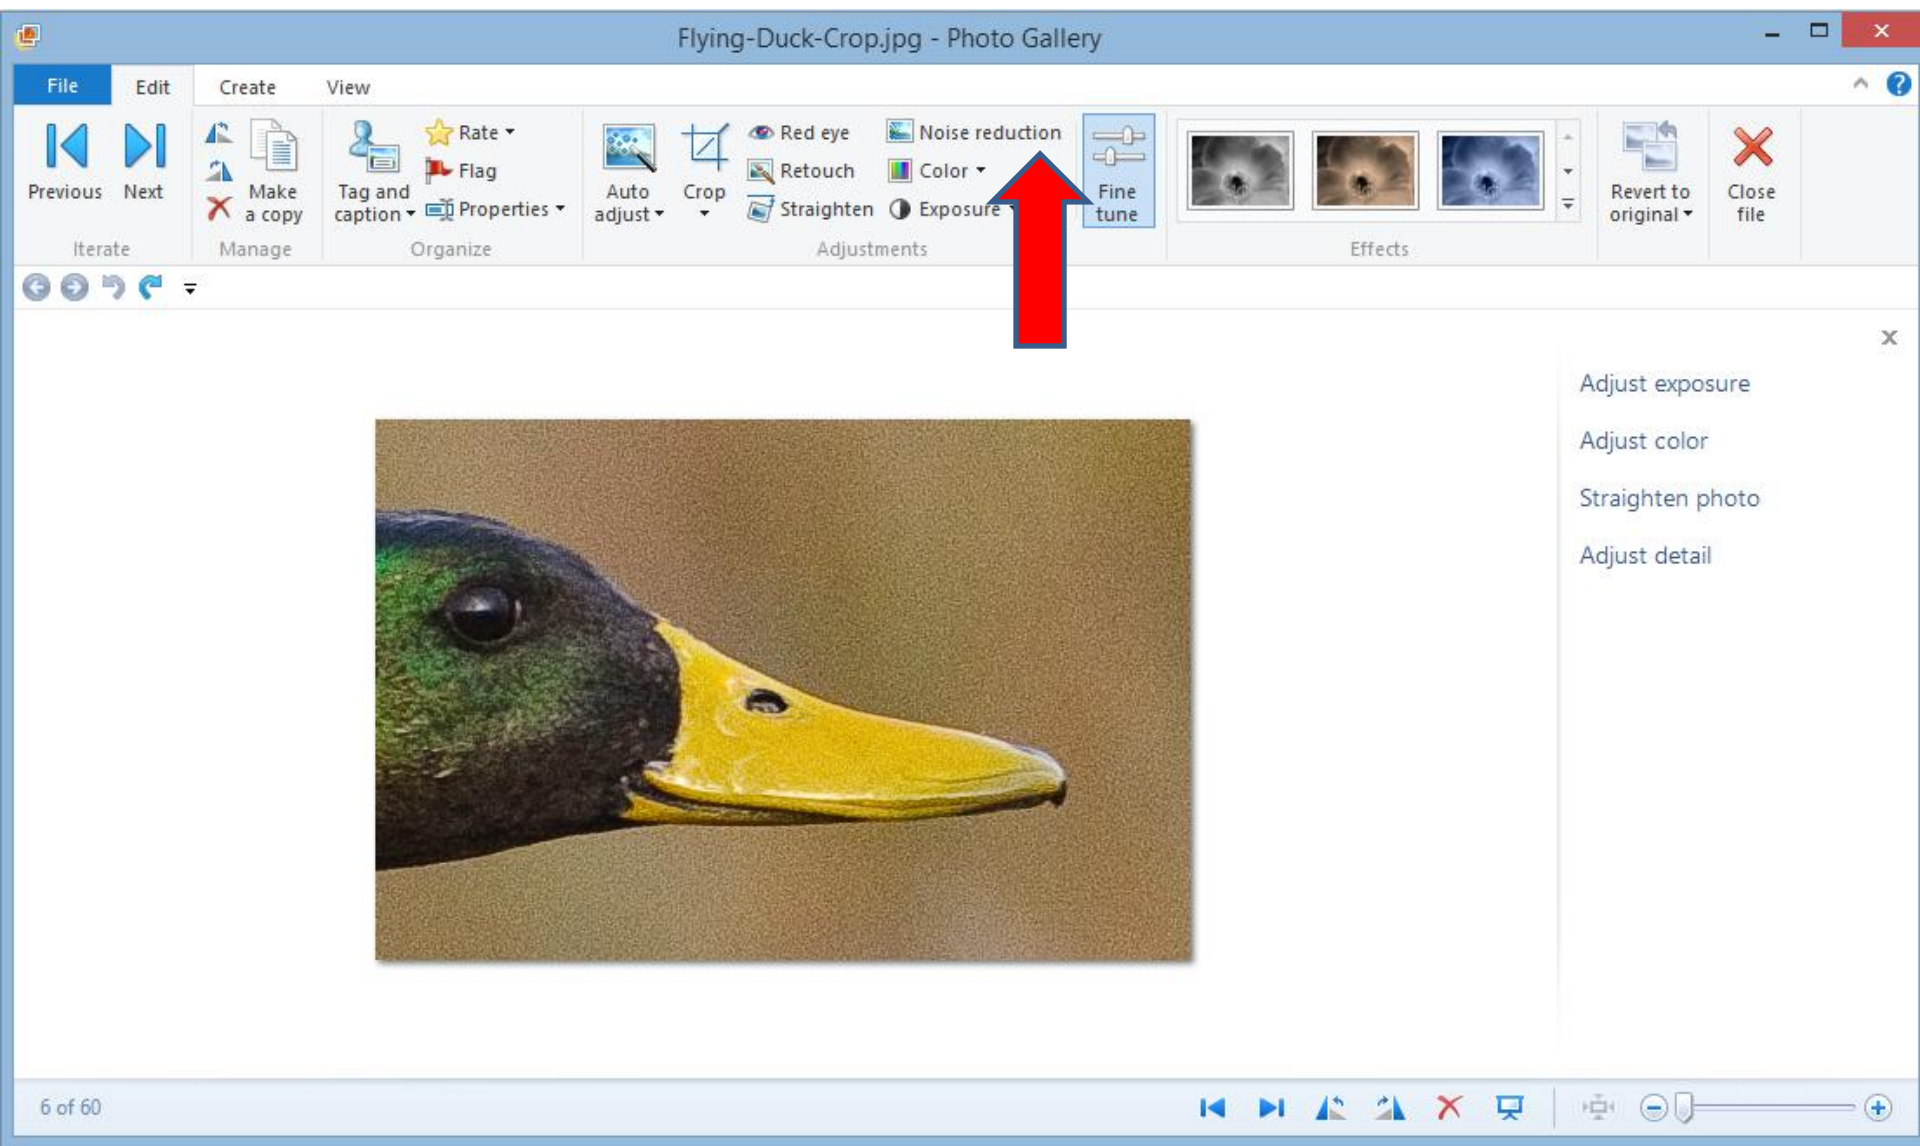 Flying-Duck-Crop.jpg - Photo Gallery
File Edit Create View
Previous Next
Iterate
Make a copy
Manage
Tag and caption
Rate
Flag
Properties
Organize
Auto adjust
Crop
Red eye
Retouch
Straighten
Noise reduction
Color
Exposure
Fine tune
Adjustments
Effects
Revert to original
Close file
Adjust exposure
Adjust color
Straighten photo
Adjust detail
6 of 60